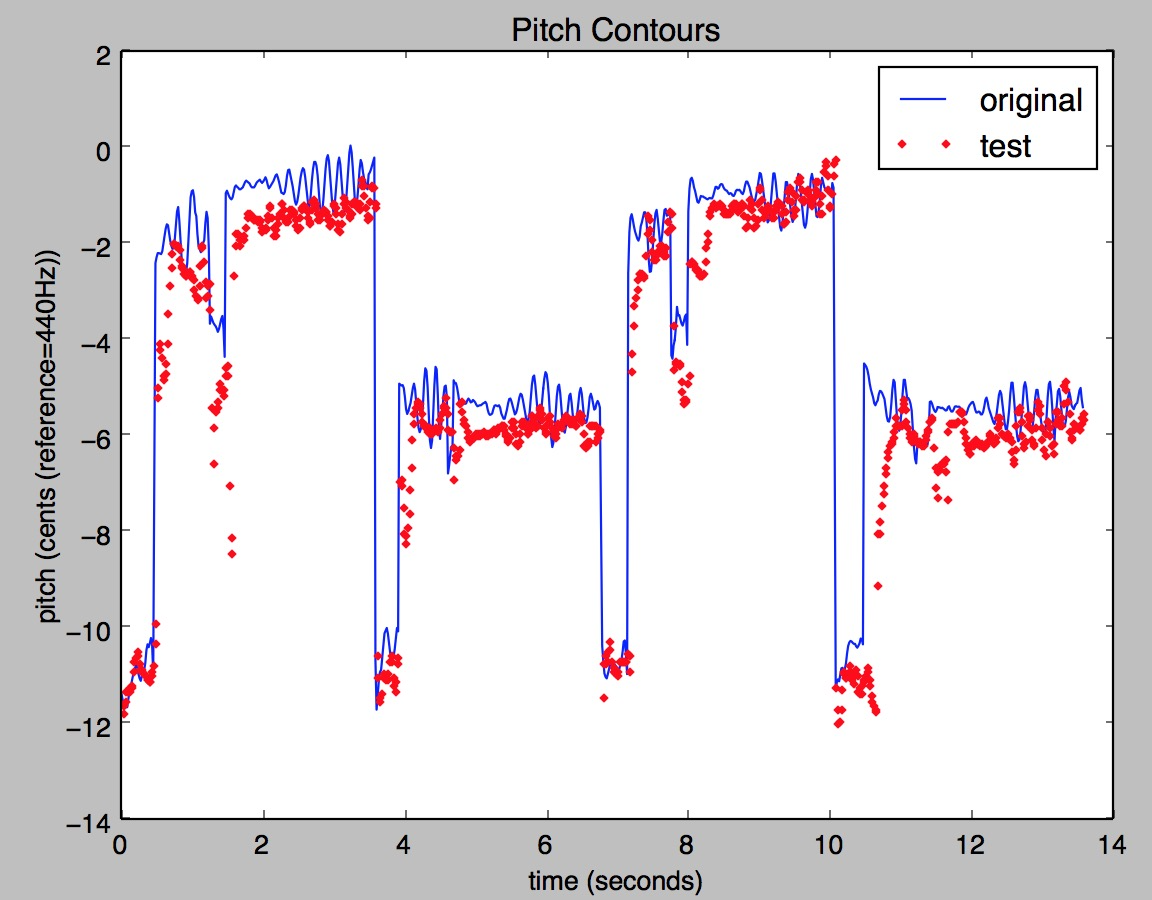 Pitch Contours
original
test
2
0
−2
−4
−6
−8
−10
−12
−14
pitch (cents (reference=440Hz))
0 2 4 6 8 10 12 14
time (seconds)